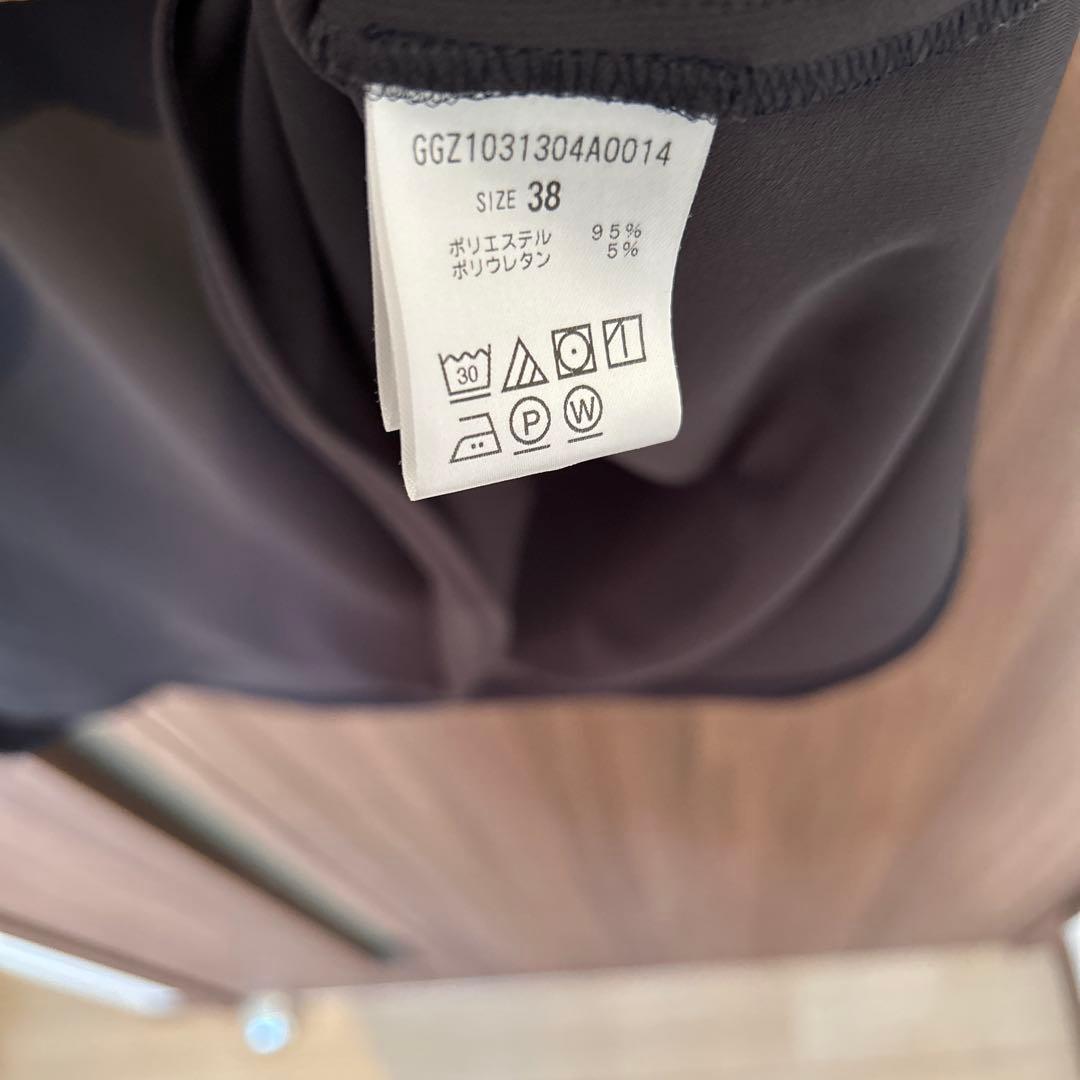 GGZ1031304A0014
SIZE 38
ポリエステル 95%
ポリウレタン 5%
30
P W